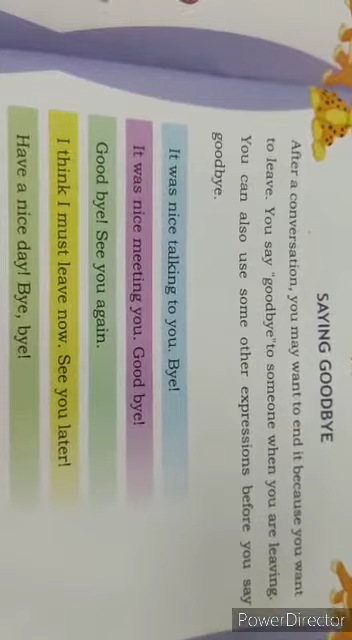 SAYING GOODBYE
After a conversation, you may want to end it because you want
to leave. You say "goodbye"to someone when you are leaving.
You can also use some other expressions before you say
goodbye.
It was nice talking to you. Bye!
It was nice meeting you. Good bye!
Good bye! See you again.
I think I must leave now. See you later!
Have a nice day! Bye, bye!
PowerDirector